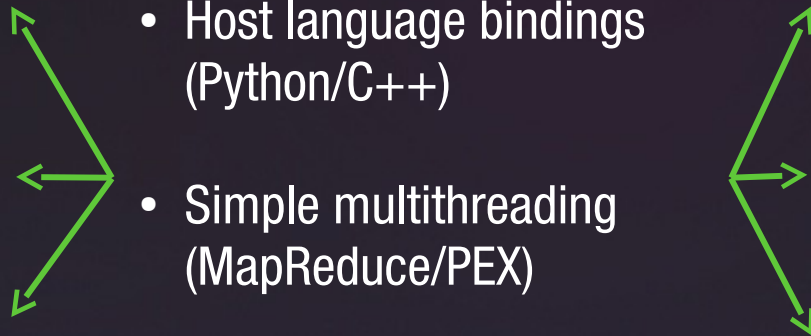 • Host language bindings
(Python/C++)
• Simple multithreading
(MapReduce/PEX)